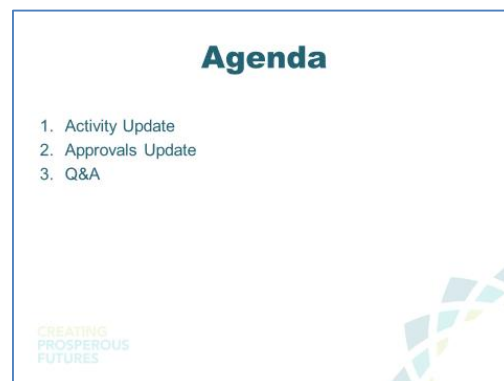 Agenda
1. Activity Update
2. Approvals Update
3. Q&A
CREATING
PROSPEROUS
FUTURES